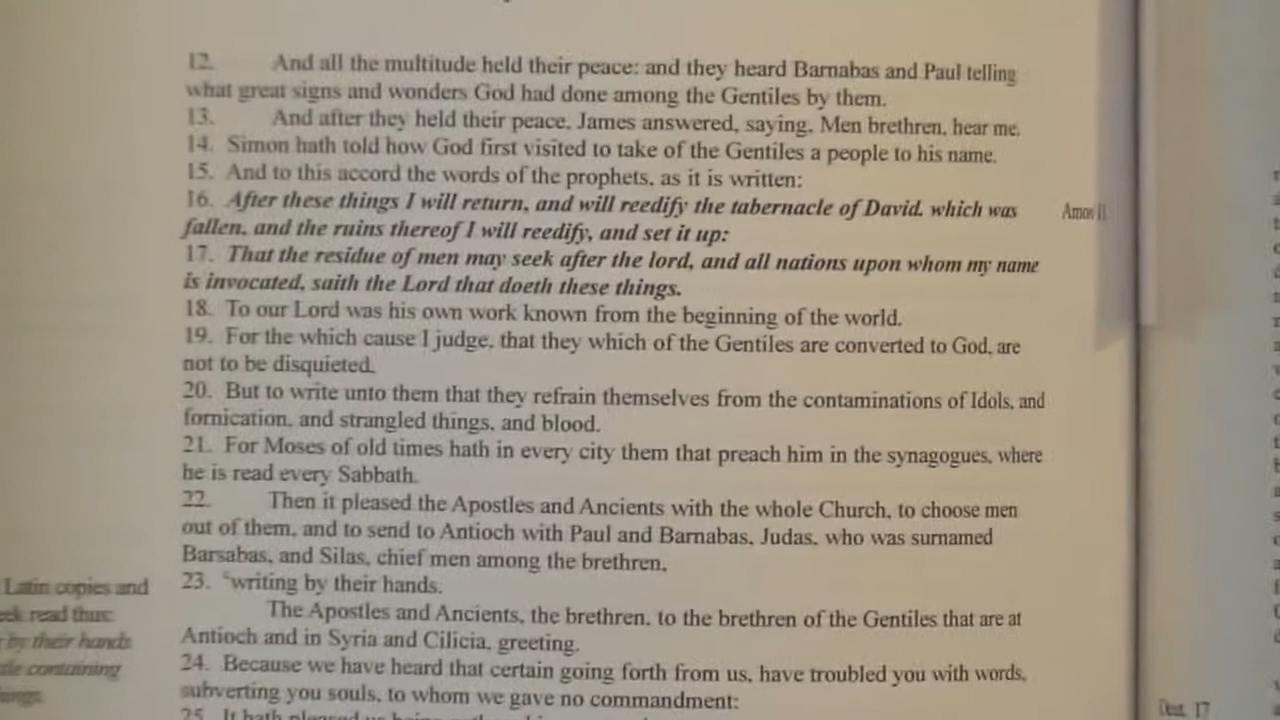 12. And all the multitude held their peace: and they heard Barnabas and Paul telling
what great signs and wonders God had done among the Gentiles by them.
13. And after they held their peace, James answered, saying, Men brethren, hear me.
14. Simon hath told how God first visited to take of the Gentiles a people to his name.
15. And to this accord the words of the prophets, as it is written:
16. After these things I will return, and will reedify the tabernacle of David, which was
fallen, and the ruins thereof I will reedify, and set it up:
17. That the residue of men may seek after the lord, and all nations upon whom my name
is invocated, saith the Lord that doeth these things.
18. To our Lord was his own work known from the beginning of the world.
19. For the which cause I judge, that they which of the Gentiles are converted to God, are
not to be disquieted.
20. But to write unto them that they refrain themselves from the contaminations of Idols, and
fornication, and strangled things, and blood.
21. For Moses of old times hath in every city them that preach him in the synagogues, where
he is read every Sabbath.
22. Then it pleased the Apostles and Ancients with the whole Church, to choose men
out of them, and to send to Antioch with Paul and Barnabas, Judas, who was surnamed
Barsabas, and Silas, chief men among the brethren,
23. writing by their hands.
The Apostles and Ancients, the brethren, to the brethren of the Gentiles that are at
Antioch and in Syria and Cilicia, greeting.
24. Because we have heard that certain going forth from us, have troubled you with words,
subverting you souls, to whom we gave no commandment:
25. It hath pleased us
Amos
Latin copies and
read thus:
by their hands
containing
Deut. 17